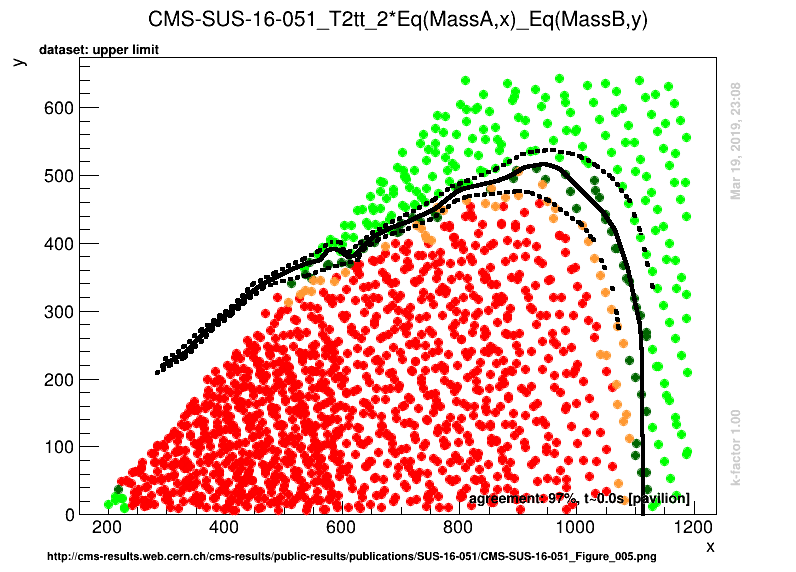 CMS-SUS-16-051_T2tt_2*Eq(MassA,x)_Eq(MassB,y)
dataset: upper limit
y
600
500
400
300
200
100
0
200
400
600
800
1000
1200
x
agreement: 97%, t~0.0s [pavilion]
Mar 19, 2019, 23:08
k-factor 1.00
http://cms-results.web.cern.ch/cms-results/public-results/publications/SUS-16-051/CMS-SUS-16-051_Figure_005.png